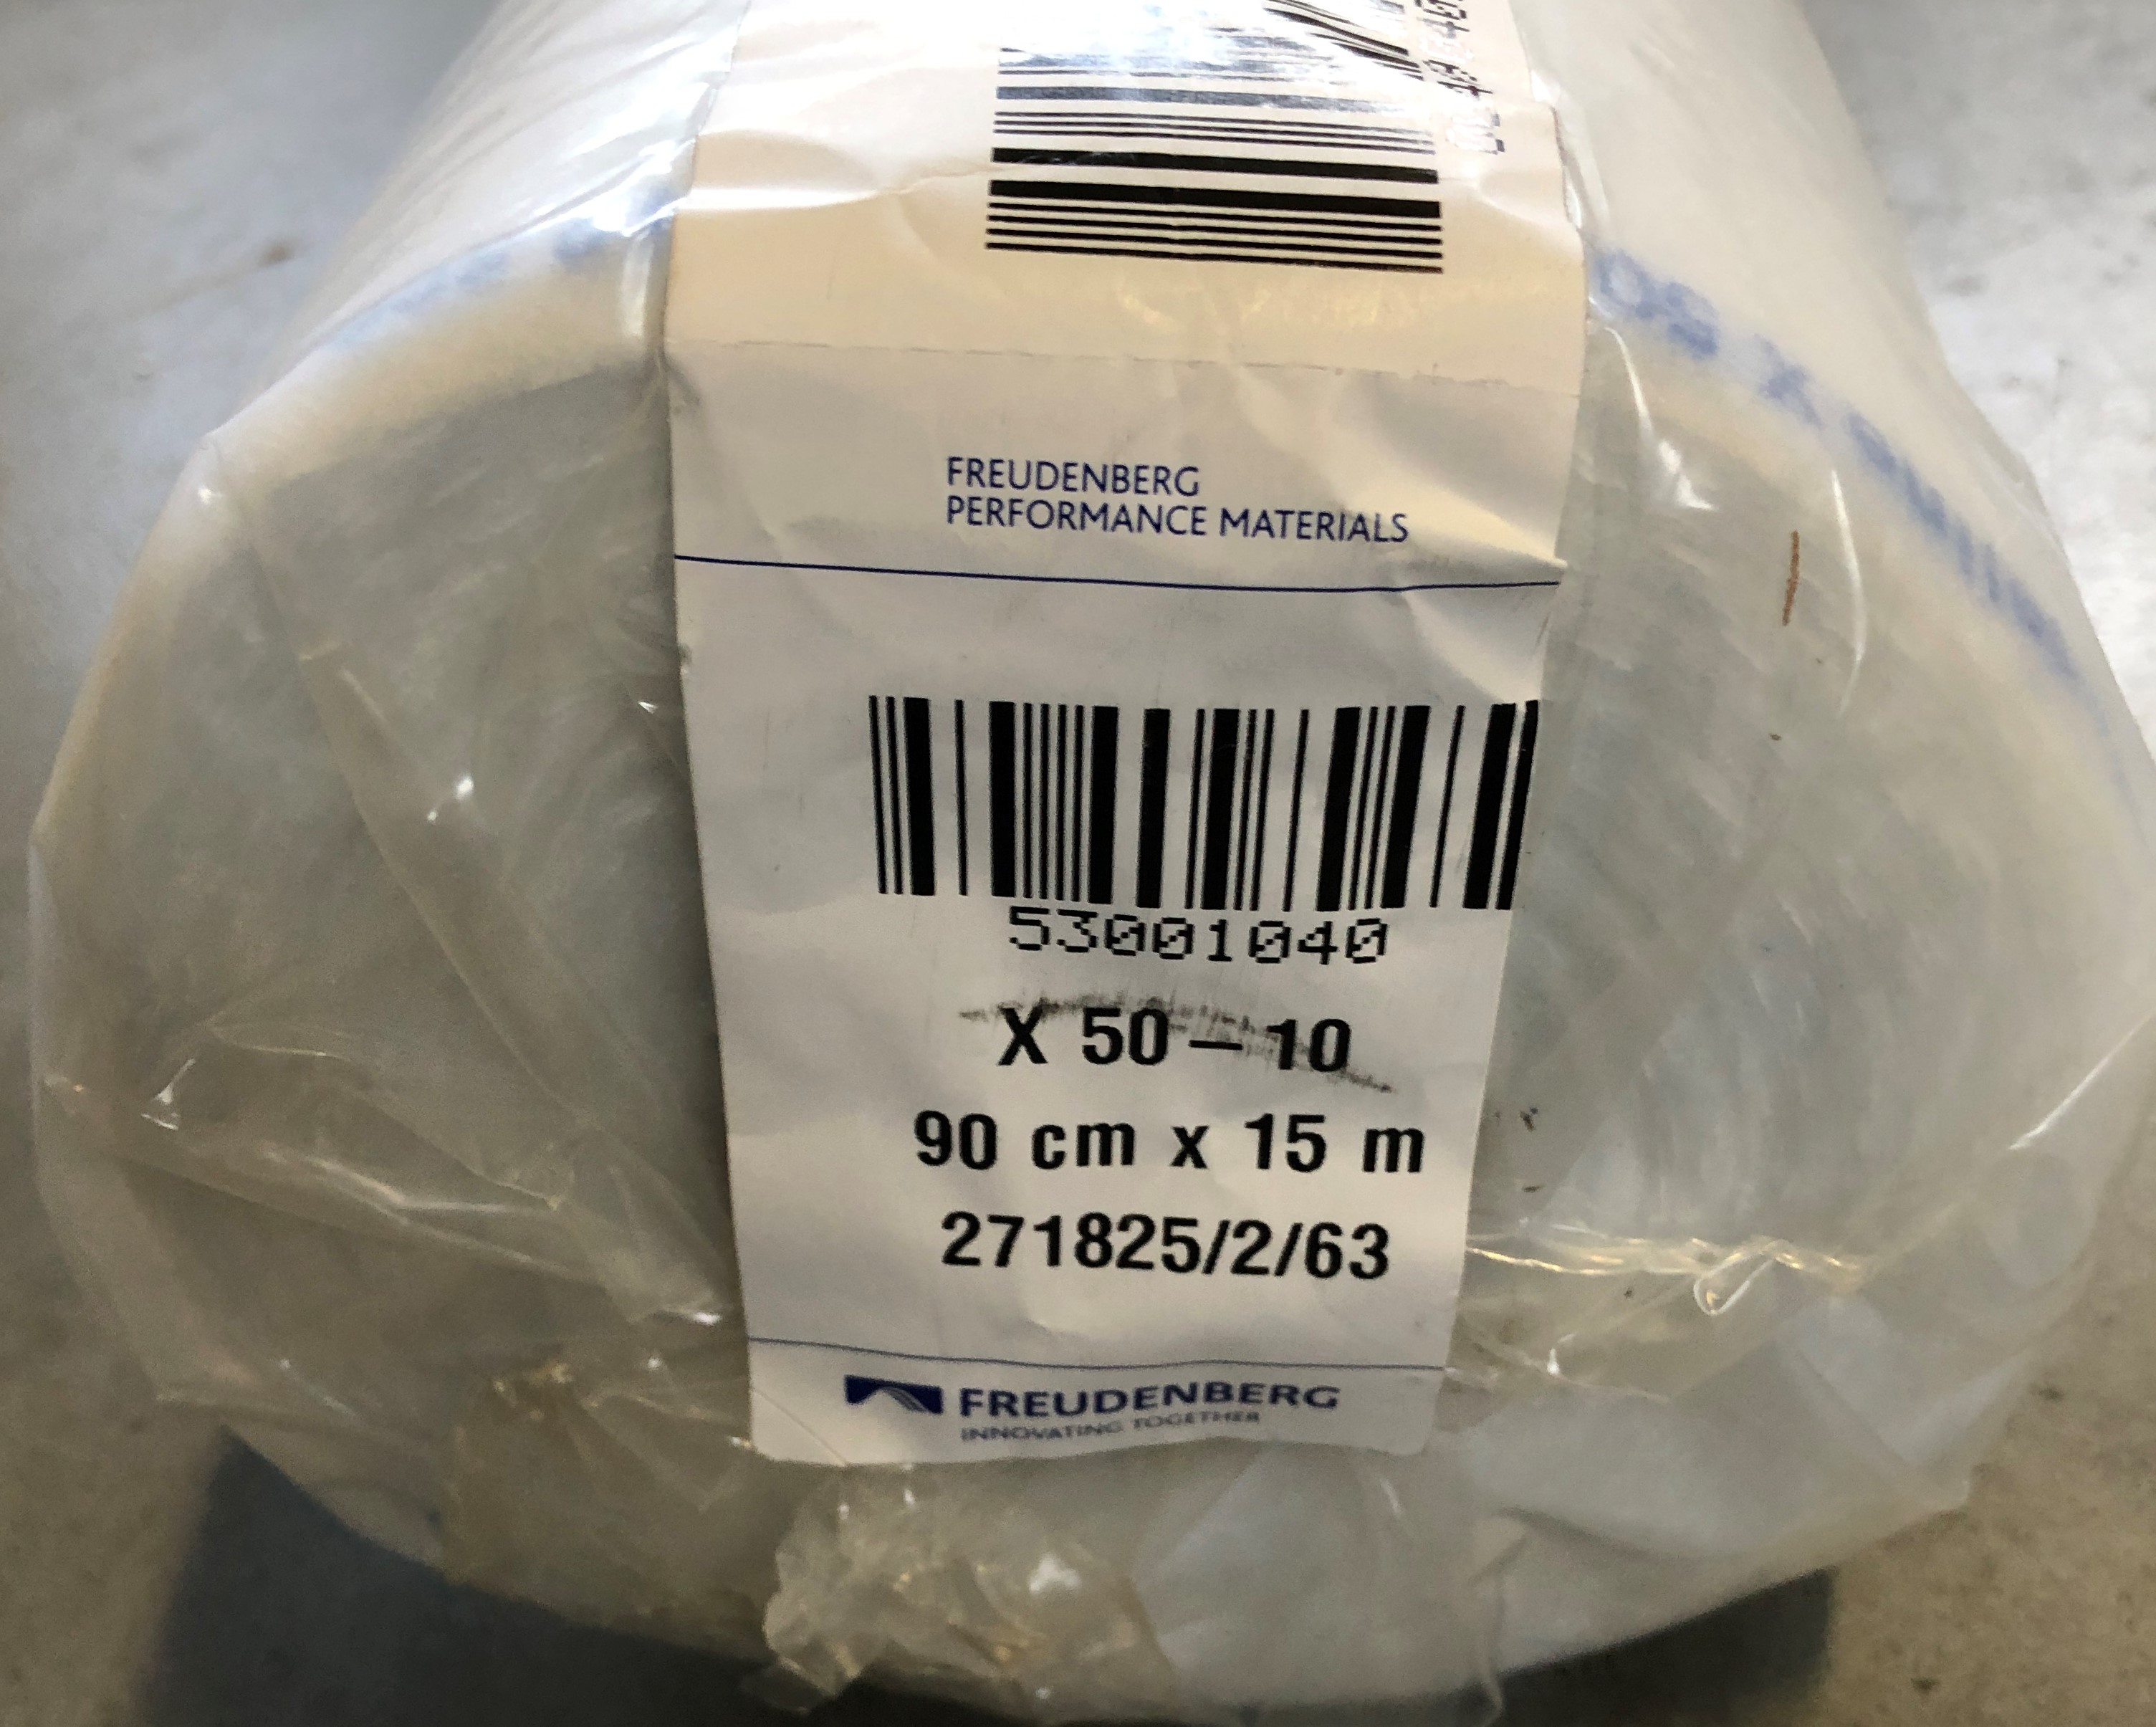 FREUDENBERG
PERFORMANCE MATERIALS
53001040
X 50 – 10
90 cm x 15 m
271825/2/63
FREUDENBERG
INNOVATING TOGETHER